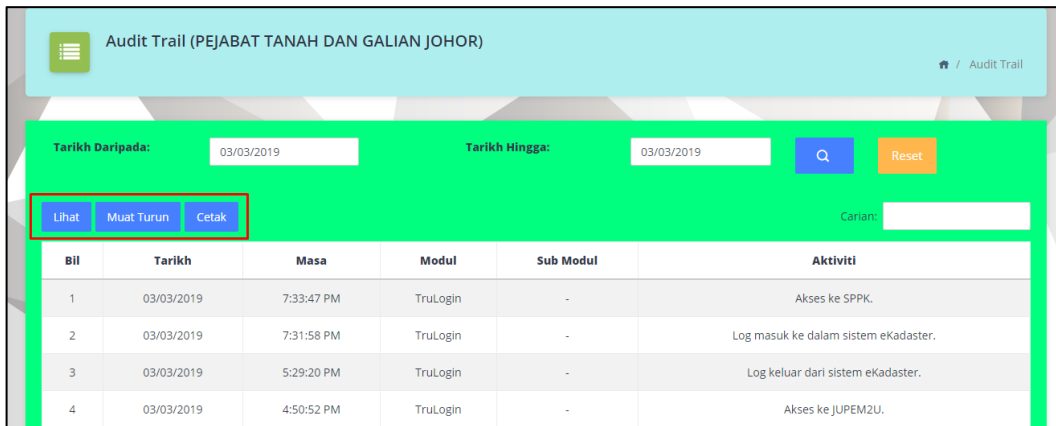 Audit Trail (PEJABAT TANAH DAN GALIAN JOHOR)
/ Audit Trail
Tarikh Daripada: 03/03/2019 Tarikh Hingga: 03/03/2019 Reset
Lihat Muat Turun Cetak Carian:
Bil Tarikh Masa Modul Sub Modul Aktiviti
1 03/03/2019 7:33:47 PM TruLogin - Akses ke SPPK.
2 03/03/2019 7:31:58 PM TruLogin - Log masuk ke dalam sistem eKadaster.
3 03/03/2019 5:29:20 PM TruLogin - Log keluar dari sistem eKadaster.
4 03/03/2019 4:50:52 PM TruLogin - Akses ke JUPEM2U.